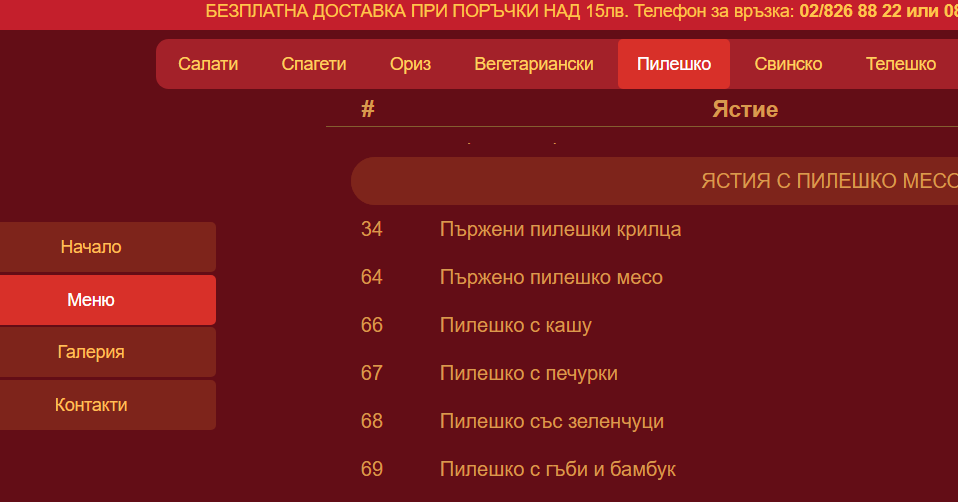 БЕЗПЛАТНА ДОСТАВКА ПРИ ПОРЪЧКИ НАД 15лв. Телефон за връзка: 02/826 88 22 или
Салати Спагети Ориз Вегетариански Пилешко Свинско Телешко
# Ястие
ЯСТИЯ С ПИЛЕШКО МЕСО
34 Пържени пилешки крилца
64 Пържено пилешко месо
66 Пилешко с кашу
67 Пилешко с печурки
68 Пилешко със зеленчуци
69 Пилешко с гъби и бамбук
Начало
Меню
Галерия
Контакти